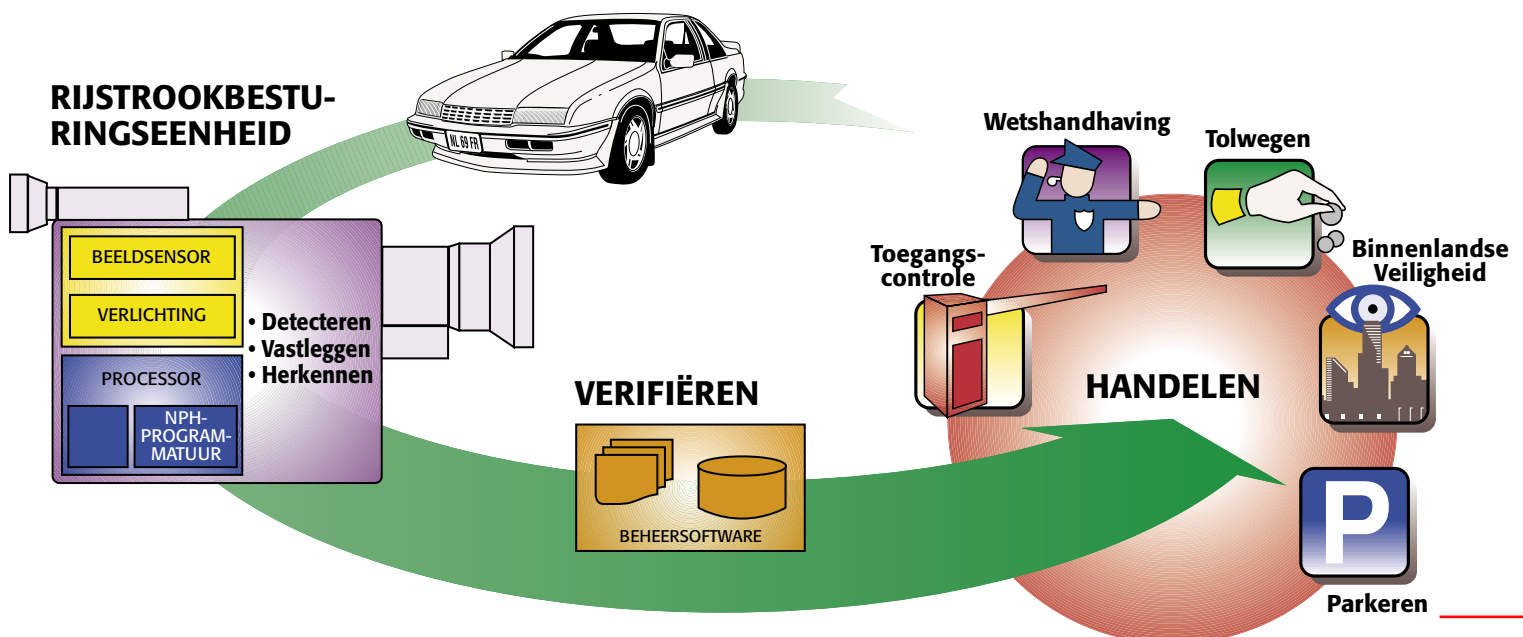 RIJSTROOKBESTU-
RINGSEENHEID
NL 69 FR
BEELDSENSOR
VERLICHTING
PROCESSOR
NPH-
PROGRAM-
MATUUR
• Detecteren
• Vastleggen
• Herkennen
VERIFIËREN
BEHEERSOFTWARE
HANDELEN
Toegangs-
controle
Wetshandhaving
Tolwegen
Binnenlandse
Veiligheid
P
Parkeren